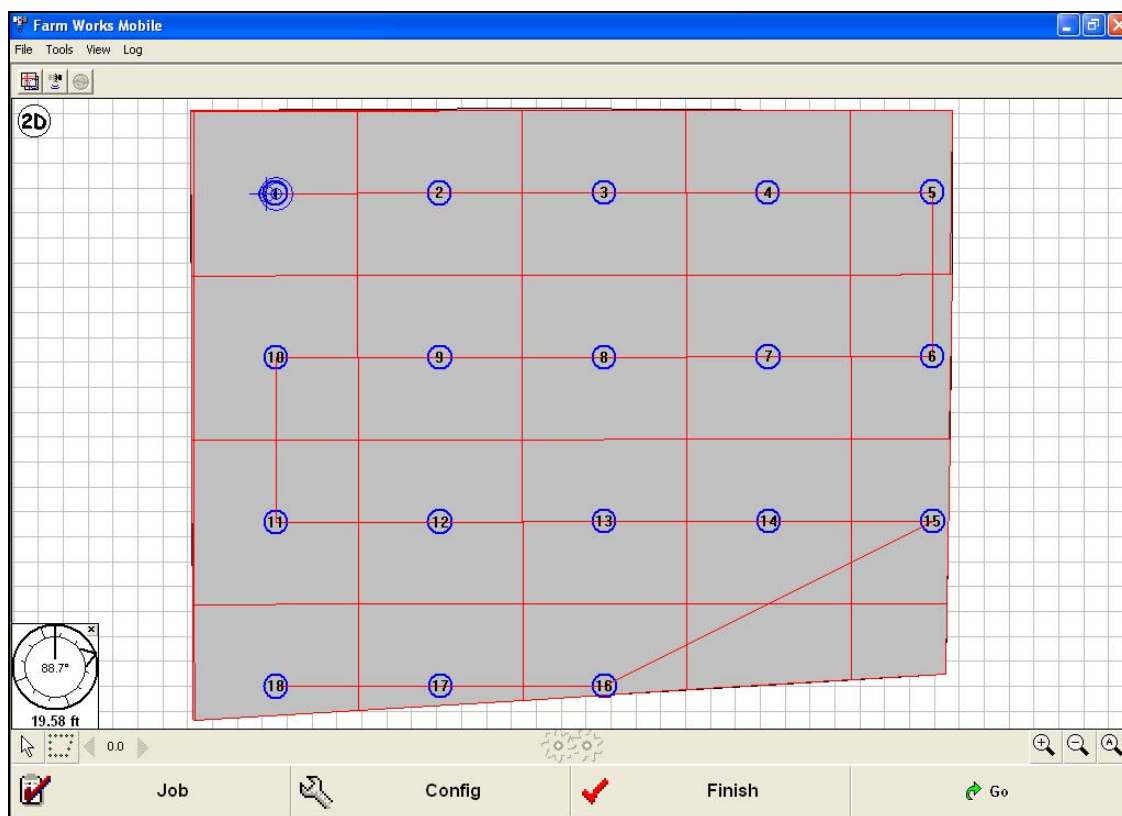 Farm Works Mobile
File Tools View Log
2D
1 2 3 4 5
10 9 8 7 6
11 12 13 14 15
88.7°
18 17 16
19.58 ft
0.0
A
Job Config Finish Go